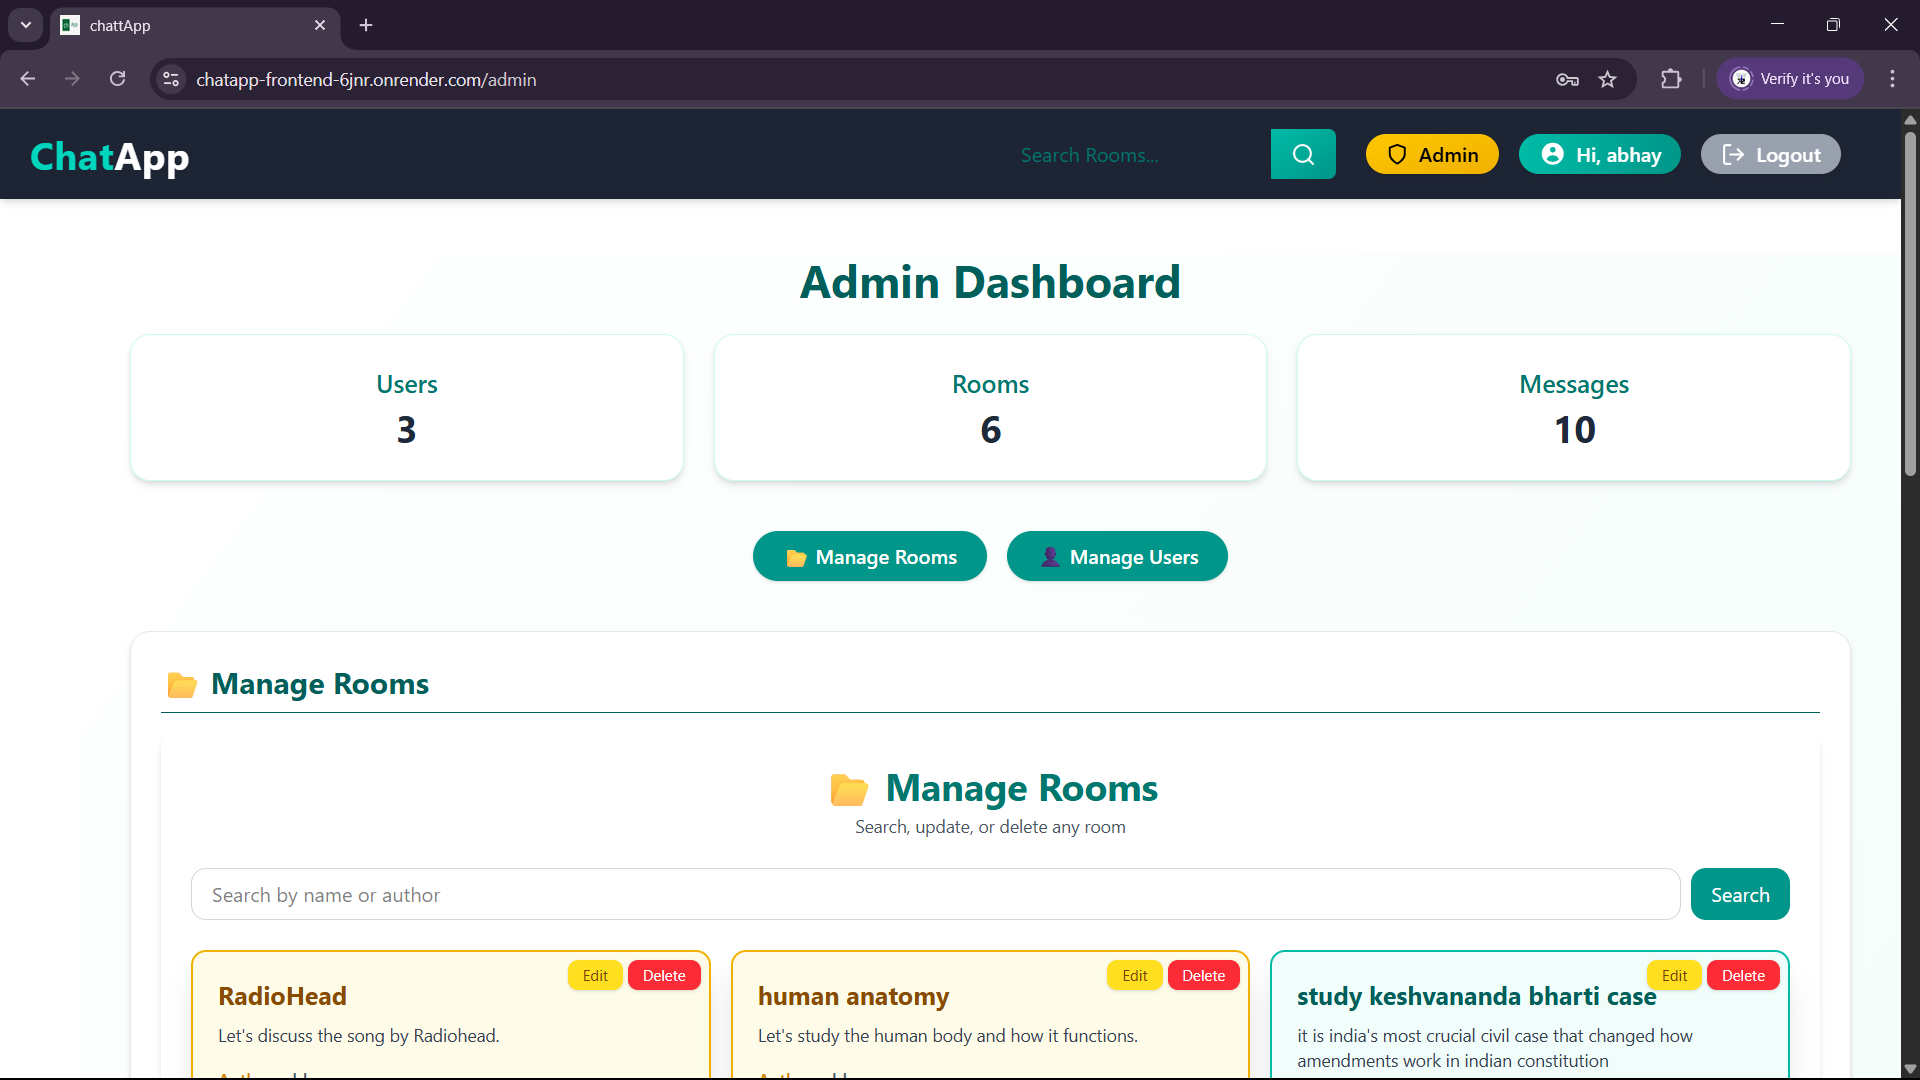 chattApp
chatapp-frontend-6jnr.onrender.com/admin
Verify it's you
ChatApp
Search Rooms...
Admin
Hi, abhay
Logout
Admin Dashboard
Users
3
Rooms
6
Messages
10
Manage Rooms
Manage Users
Manage Rooms
Manage Rooms
Search, update, or delete any room
Search by name or author
Search
Edit
Delete
RadioHead
Let's discuss the song by Radiohead.
Edit
Delete
human anatomy
Let's study the human body and how it functions.
Edit
Delete
study keshvananda bharti case
it is india's most crucial civil case that changed how
amendments work in indian constitution